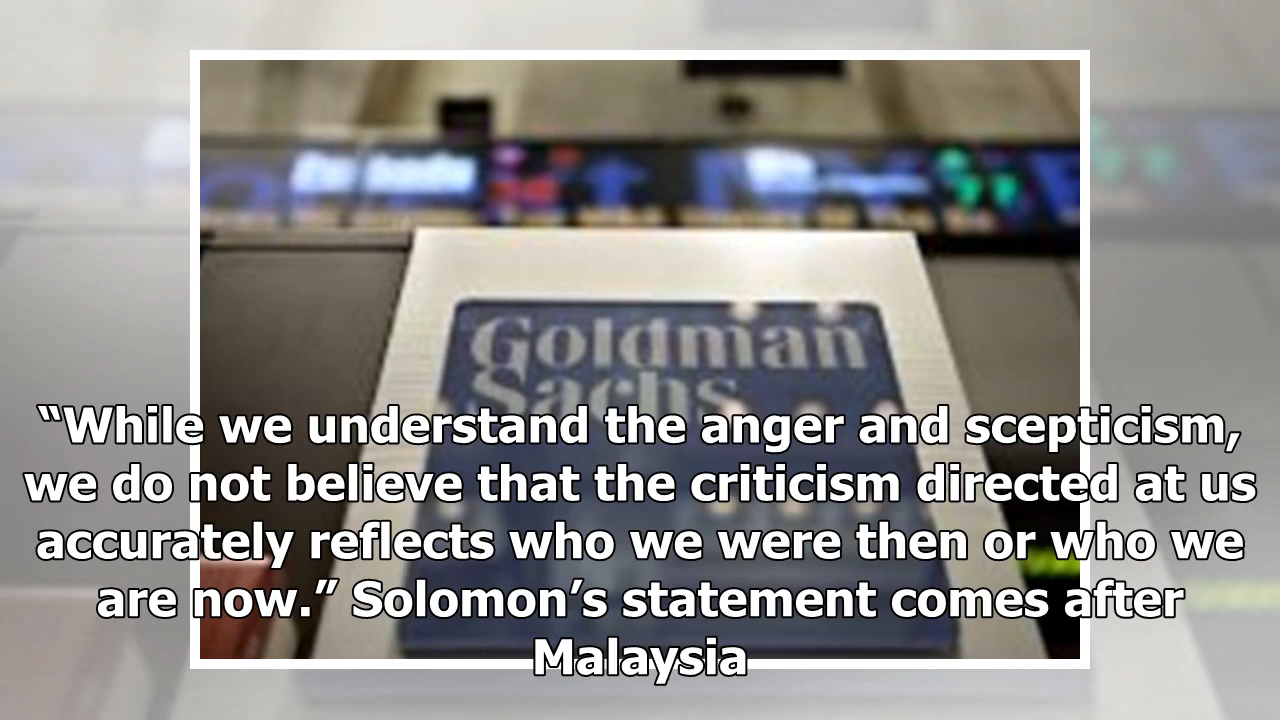 Goldman
Sachs
“While we understand the anger and scepticism,
we do not believe that the criticism directed at us
accurately reflects who we were then or who we
are now.” Solomon’s statement comes after
Malaysia